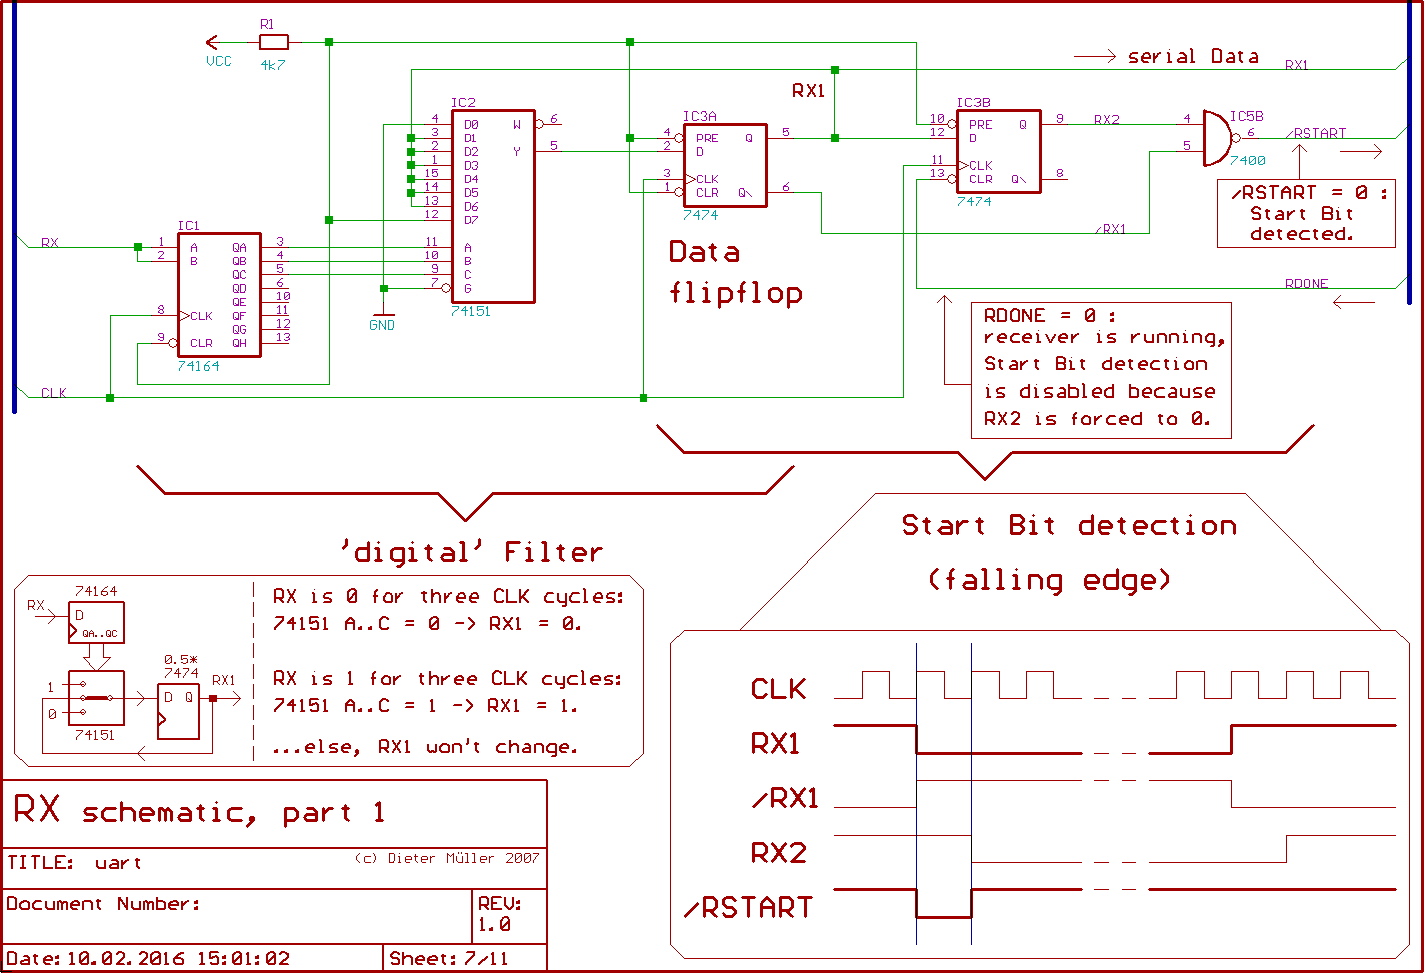 R1
VCC
4k7
serial Data
RX1
RX1
IC2
4 D0 W 6
3 D1
2 D2 Y 5
1 D3
15 D4
14 D5
13 D6
12 D7
11 A
10 B
9 C
7 G
74151
GND
IC3A
4 PRE Q 5
2 D
3 CLK
1 CLR Q\ 6
7474
Data
flipflop
IC3B
10 PRE Q 9
12 D
11 CLK
13 CLR Q\ 8
7474
RX2
/RX1
IC5B
4
5
6
7400
/RSTART
/RSTART = 0 :
Start Bit
detected.
RDONE
RDONE = 0 :
receiver is running,
Start Bit detection
is disabled because
RX2 is forced to 0.
IC1
RX
1 A QA 3
2 B QB 4
QC 5
QD 6
QE 10
8 CLK QF 11
QG 12
9 CLR QH 13
74164
CLK
'digital' Filter
Start Bit detection
(falling edge)
74164
RX
D
QA..QC
0.5*
7474
1
0
D Q
RX1
74151
RX is 0 for three CLK cycles:
74151 A..C = 0 -> RX1 = 0.
RX is 1 for three CLK cycles:
74151 A..C = 1 -> RX1 = 1.
...else, RX1 won't change.
CLK
RX1
/RX1
RX2
/RSTART
RX schematic, part 1
TITLE: uart
(c) Dieter Müller 2007
Document Number:
REV:
1.0
Date: 10.02.2016 15:01:02
Sheet: 7/11